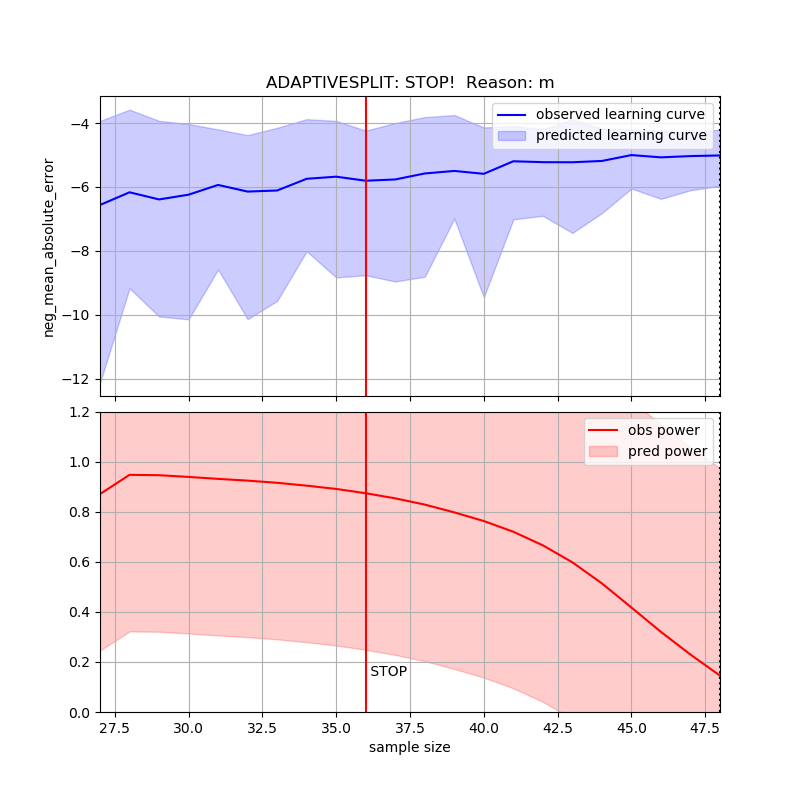 ADAPTIVESPLIT: STOP!  Reason: m
observed learning curve
predicted learning curve
neg_mean_absolute_error
−4
−6
−8
−10
−12
obs power
pred power
1.2
1.0
0.8
0.6
0.4
0.2
0.0
STOP
27.5 30.0 32.5 35.0 37.5 40.0 42.5 45.0 47.5
sample size